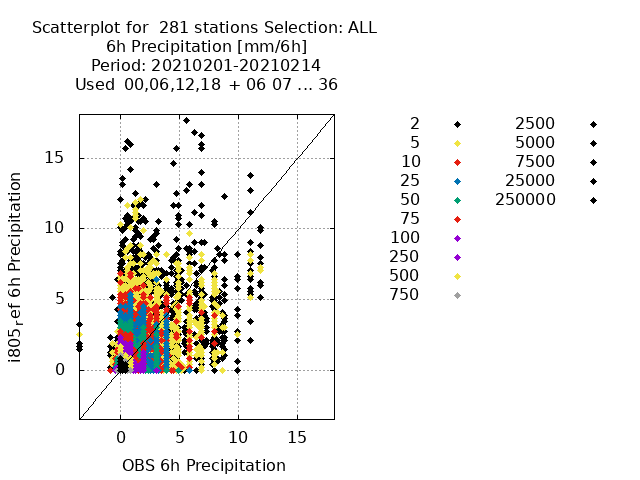 Scatterplot for 281 stations Selection: ALL
6h Precipitation [mm/6h]
Period: 20210201-20210214
Used 00,06,12,18 + 06 07 ... 36
i805_ref 6h Precipitation
15
10
5
0
0 5 10 15
OBS 6h Precipitation
2 2500
5 5000
10 7500
25 25000
50 250000
75
100
250
500
750